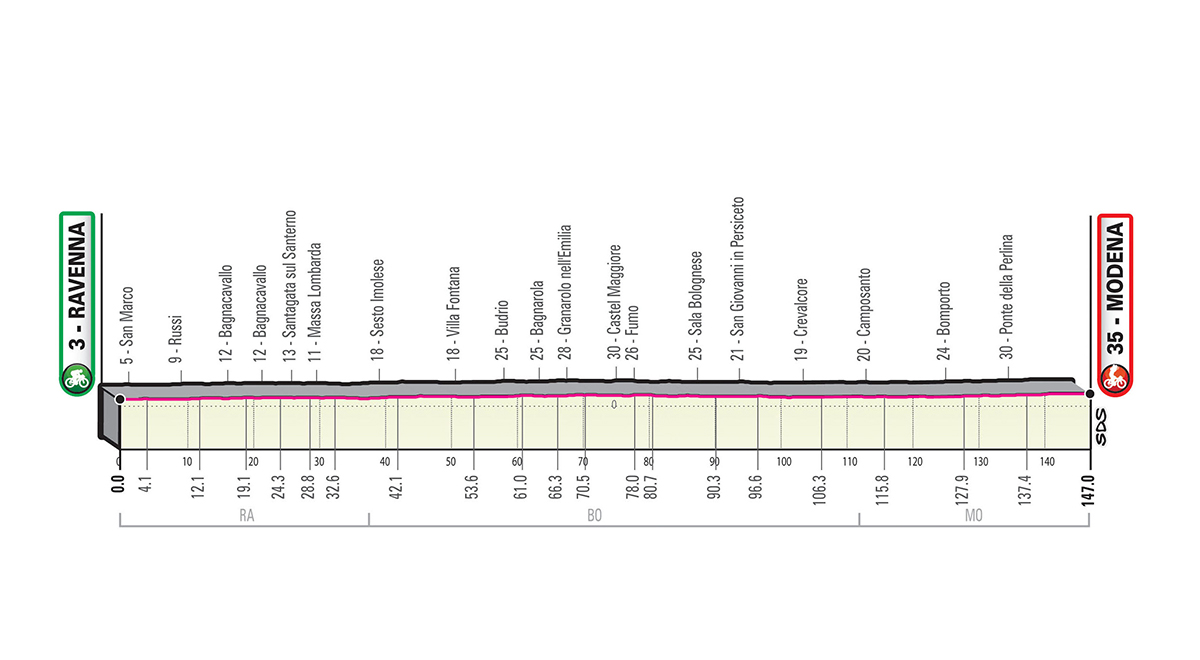 3 - RAVENNA
5 - San Marco
9 - Russi
12 - Bagnacavallo
12 - Bagnacavallo
13 - Santagata sul Santerno
11 - Massa Lombarda
18 - Sesto Imolese
18 - Villa Fontana
25 - Budrio
25 - Bagnarola
28 - Granarolo nell'Emilia
30 - Castel Maggiore
26 - Fumo
25 - Sala Bolognese
21 - San Giovanni in Persiceto
19 - Crevalcore
20 - Camposanto
24 - Bomporto
30 - Ponte della Perlina
35 - MODENA
0
SDS
0 10 20 30 40 50 60 70 80 90 100 110 120 130 140
0.0 4.1 12.1 19.1 24.3 28.8 32.6 42.1 53.6 61.0 66.3 70.5 78.0 80.7 90.3 96.6 106.3 115.8 127.9 137.4 147.0
RA BO MO